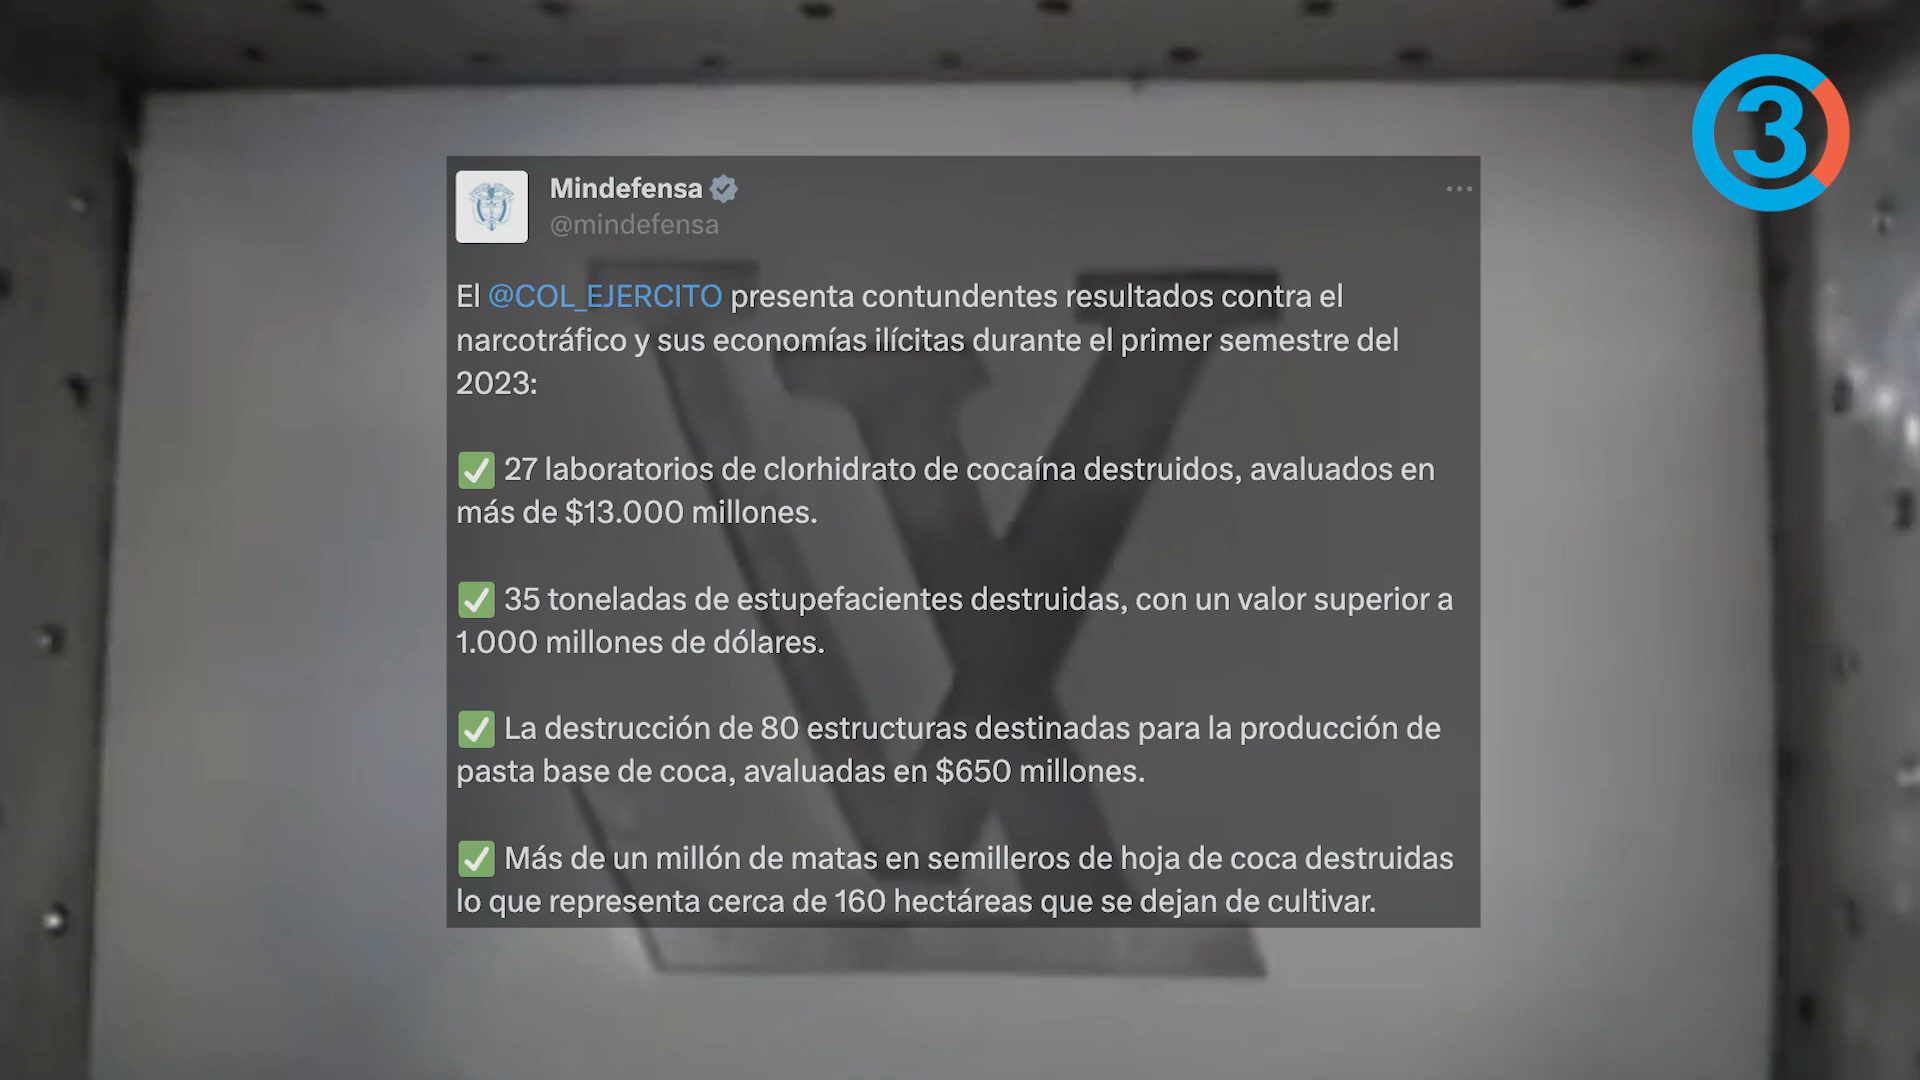 3
Mindefensa
@mindefensa
El @COL_EJERCITO presenta contundentes resultados contra el
narcotráfico y sus economías ilícitas durante el primer semestre del
2023:
✅ 27 laboratorios de clorhidrato de cocaína destruidos, avaluados en
más de $13.000 millones.
✅ 35 toneladas de estupefacientes destruidas, con un valor superior a
1.000 millones de dólares.
✅ La destrucción de 80 estructuras destinadas para la producción de
pasta base de coca, avaluadas en $650 millones.
✅ Más de un millón de matas en semilleros de hoja de coca destruidas
lo que representa cerca de 160 hectáreas que se dejan de cultivar.